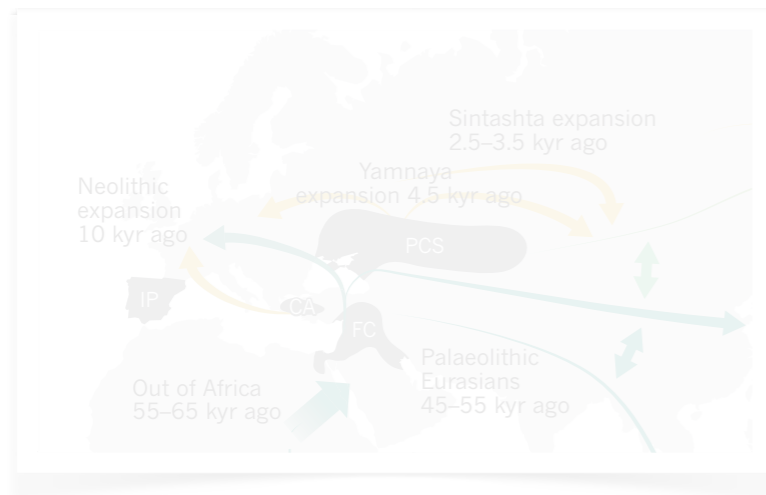 Sintashta expansion
2.5–3.5 kyr ago
Yamnaya
expansion 4.5 kyr ago
Neolithic
expansion
10 kyr ago
PCS
IP
CA
FC
Palaeolithic
Eurasians
45–55 kyr ago
Out of Africa
55–65 kyr ago